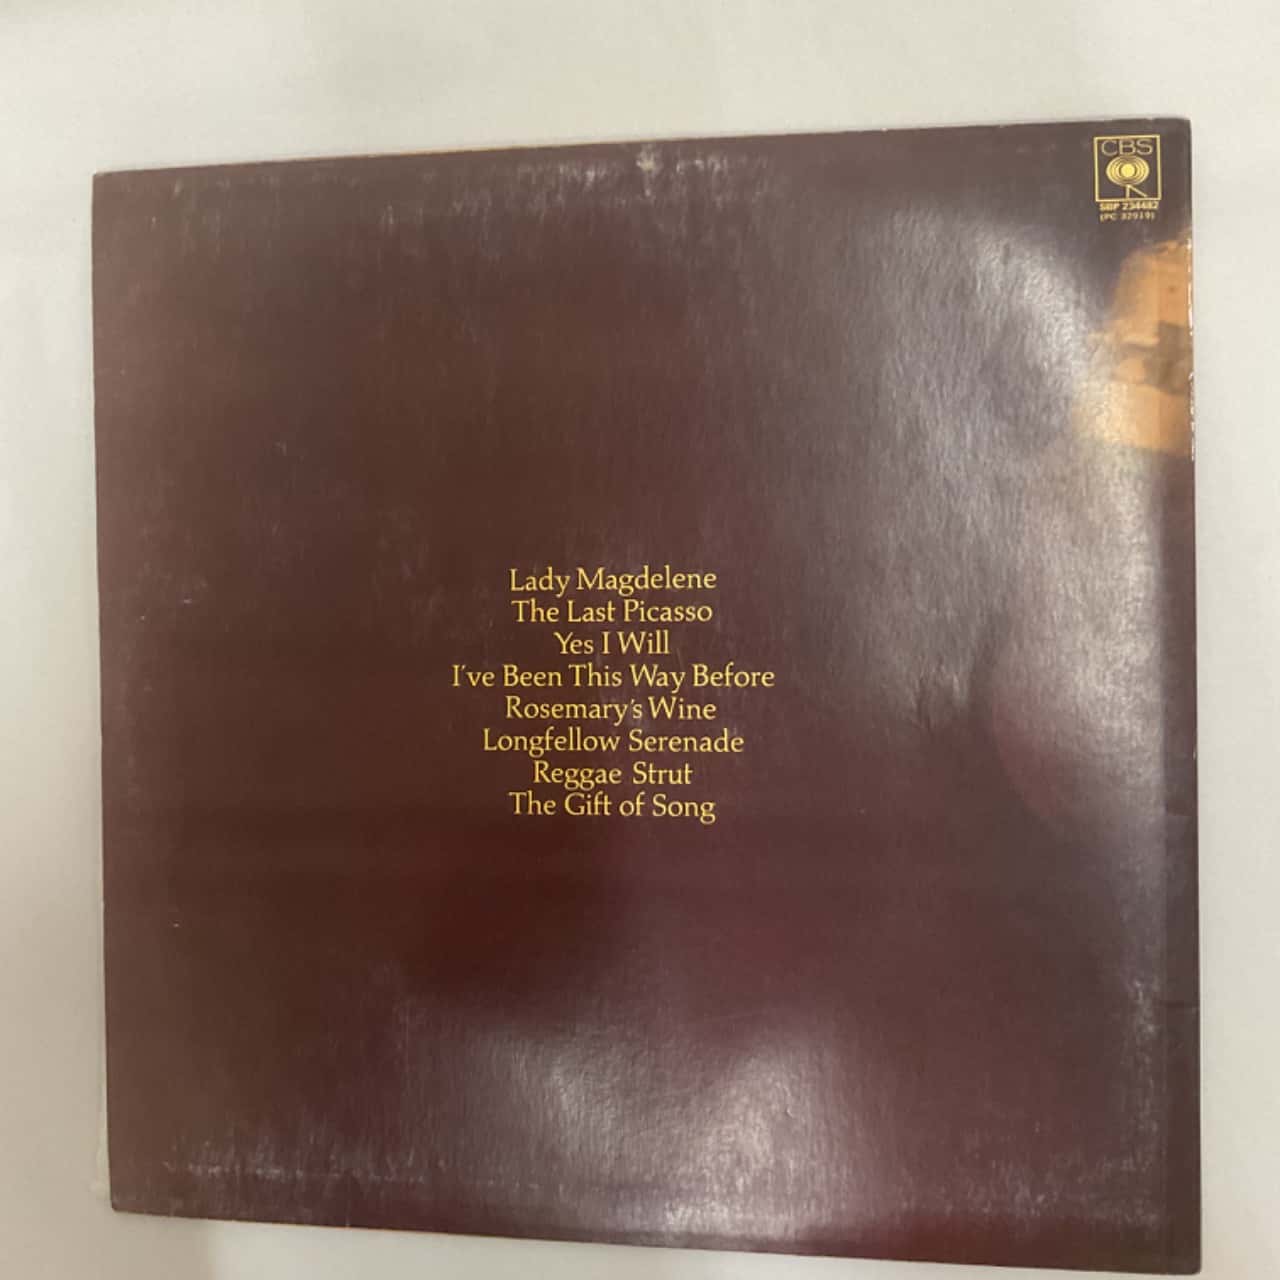 CBS
SBP 234482
(PC 32919)
Lady Magdelene
The Last Picasso
Yes I Will
I've Been This Way Before
Rosemary's Wine
Longfellow Serenade
Reggae Strut
The Gift of Song